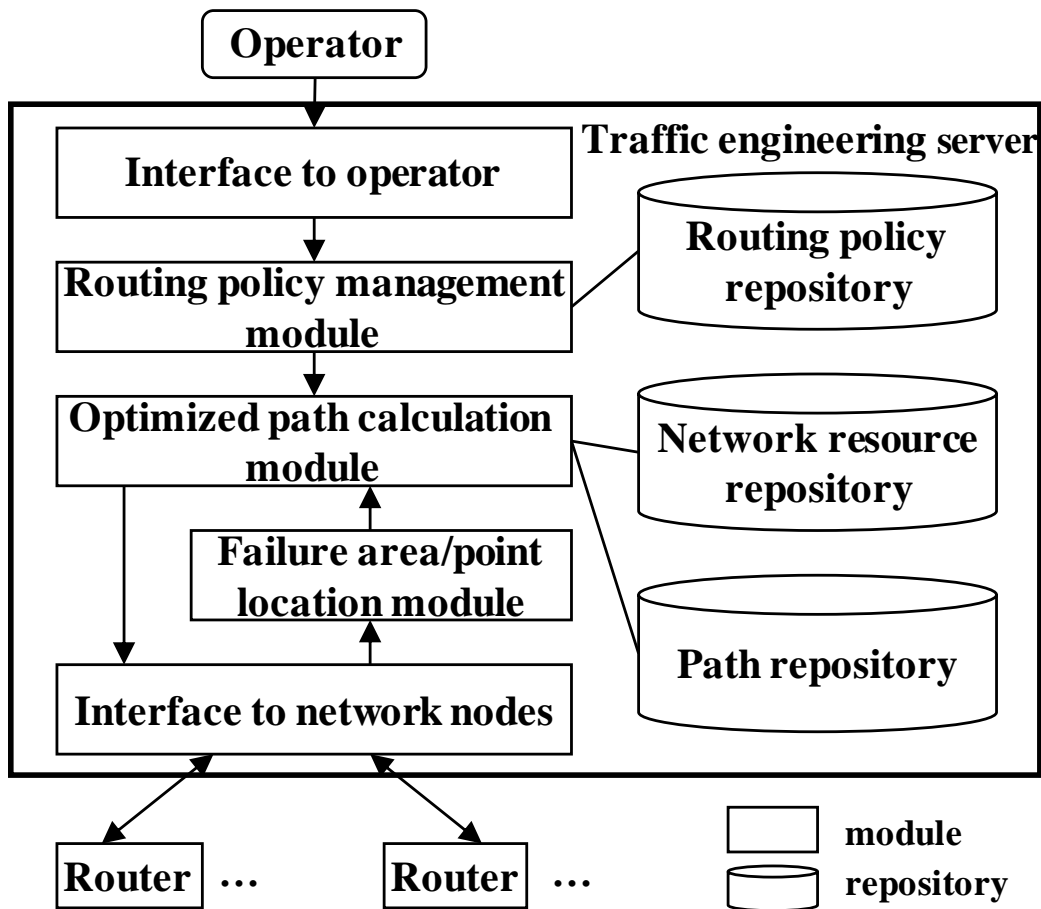 Operator
Traffic engineering server
Interface to operator
Routing policy
repository
Routing policy management
module
Optimized path calculation
module
Network resource
repository
Failure area/point
location module
Path repository
Interface to network nodes
Router ...
Router ...
module
repository